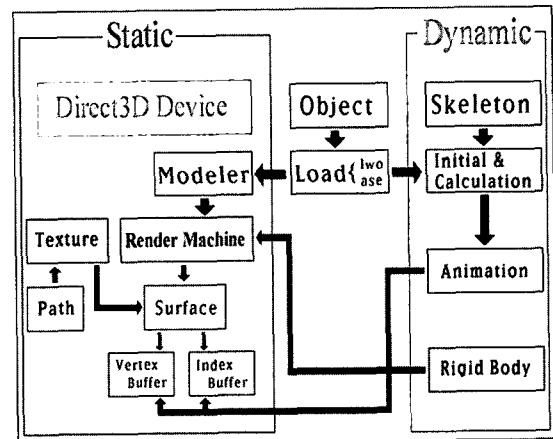 Static
Dynamic
Direct3D Device
Object
Skeleton
Modeler
Load{ lwo
ase
Initial &
Calculation
Texture
Render Machine
Animation
Path
Surface
Vertex
Buffer
Index
Buffer
Rigid Body